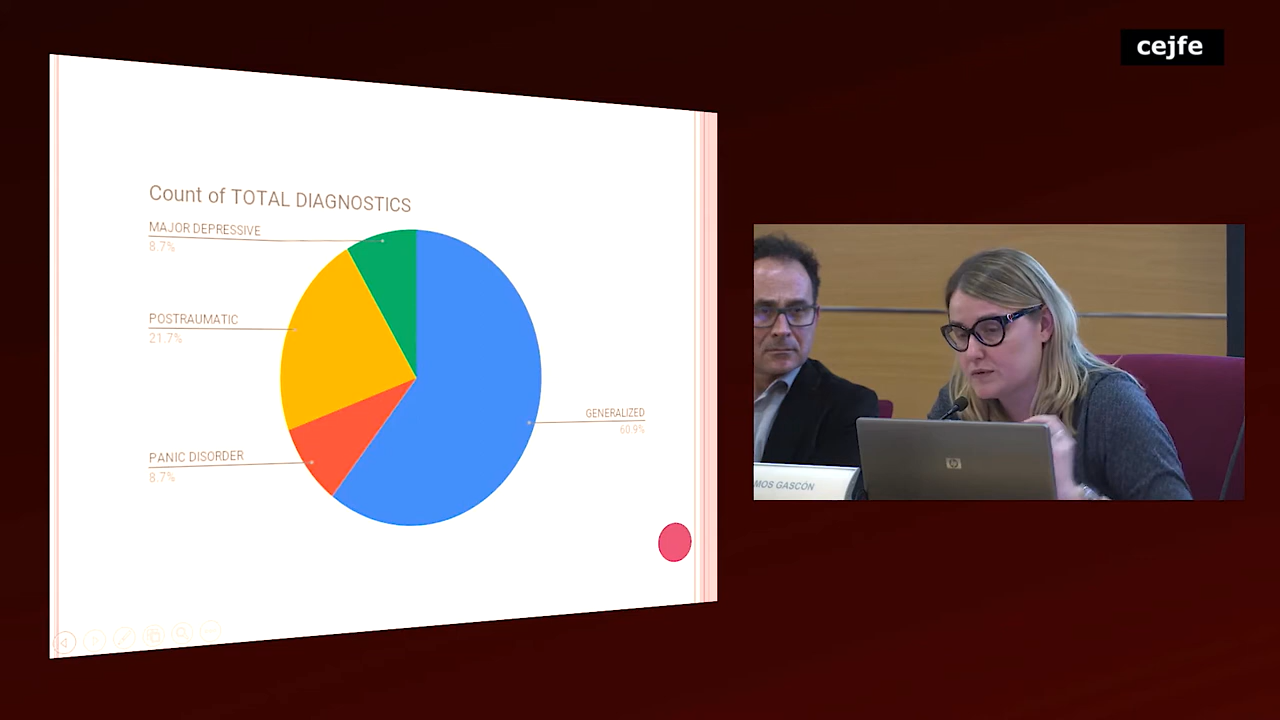 cejfe
Count of TOTAL DIAGNOSTICS
MAJOR DEPRESSIVE
8.7%
POSTRAUMATIC
21.7%
GENERALIZED
60.9%
PANIC DISORDER
8.7%
MOS GASCÓN
hp